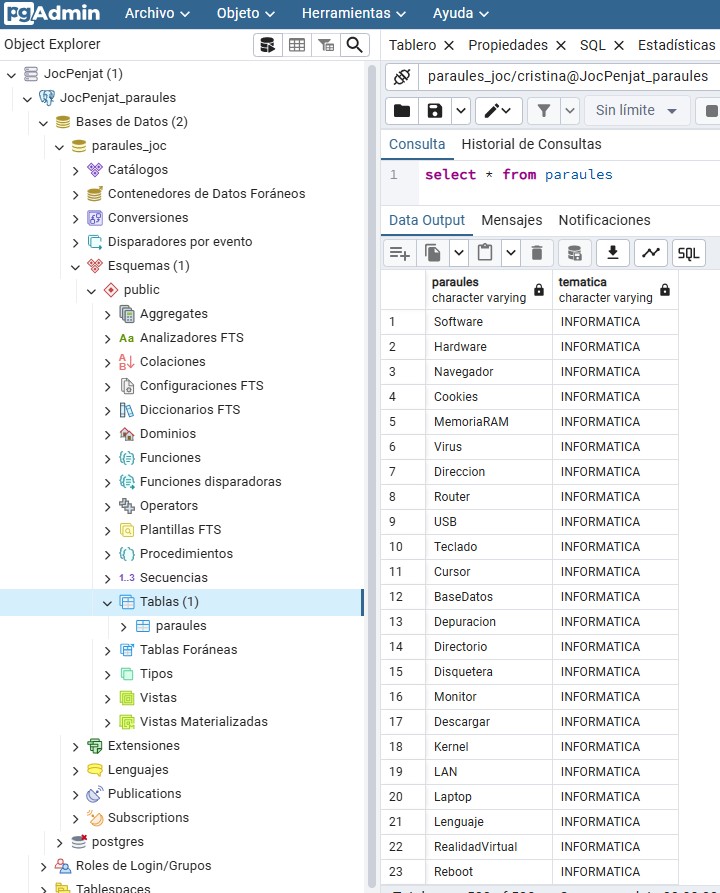 pgAdmin Archivo Objeto Herramientas Ayuda
Object Explorer
JocPenjat (1)
JocPenjat_paraules
Bases de Datos (2)
paraules_joc
Catálogos
Contenedores de Datos Foráneos
Conversiones
Disparadores por evento
Esquemas (1)
public
Aggregates
Analizadores FTS
Colaciones
Configuraciones FTS
Diccionarios FTS
Dominios
Funciones
Funciones disparadoras
Operators
Plantillas FTS
Procedimientos
1..3 Secuencias
Tablas (1)
paraules
Tablas Foráneas
Tipos
Vistas
Vistas Materializadas
Extensiones
Lenguajes
Publications
Subscriptions
postgres
Roles de Login/Grupos
Tablespaces
Tablero Propiedades SQL Estadísticas
paraules_joc/cristina@JocPenjat_paraules
Sin límite
Consulta Historial de Consultas
1 select * from paraules
Data Output Mensajes Notificaciones
SQL
paraules tematica
character varying character varying
1 Software INFORMATICA
2 Hardware INFORMATICA
3 Navegador INFORMATICA
4 Cookies INFORMATICA
5 MemoriaRAM INFORMATICA
6 Virus INFORMATICA
7 Direccion INFORMATICA
8 Router INFORMATICA
9 USB INFORMATICA
10 Teclado INFORMATICA
11 Cursor INFORMATICA
12 BaseDatos INFORMATICA
13 Depuracion INFORMATICA
14 Directorio INFORMATICA
15 Disquetera INFORMATICA
16 Monitor INFORMATICA
17 Descargar INFORMATICA
18 Kernel INFORMATICA
19 LAN INFORMATICA
20 Laptop INFORMATICA
21 Lenguaje INFORMATICA
22 RealidadVirtual INFORMATICA
23 Reboot INFORMATICA